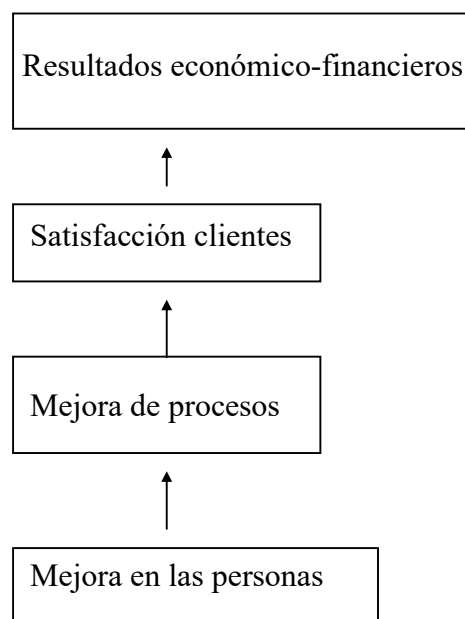 Resultados económico-financieros
Satisfacción clientes
Mejora de procesos
Mejora en las personas